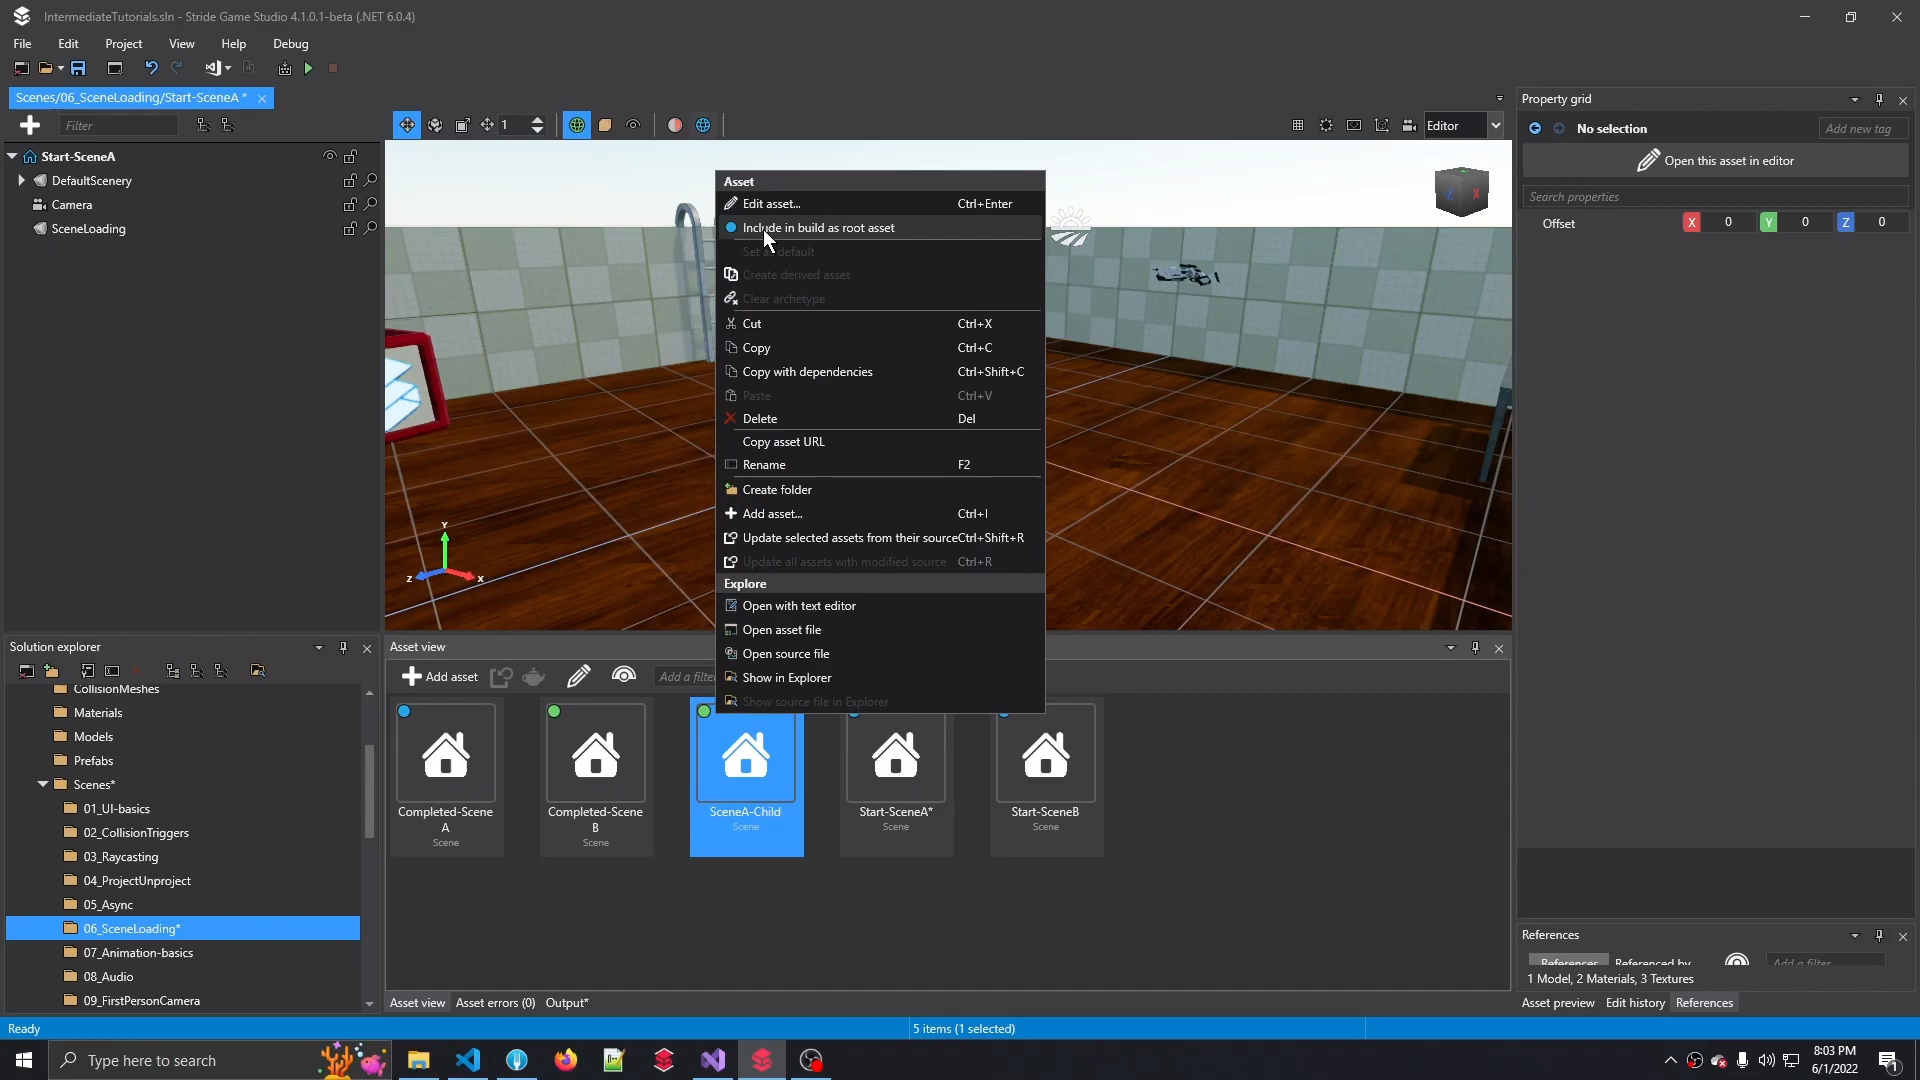 IntermediateTutorials.sln - Stride Game Studio 4.1.0.1-beta (.NET 6.0.4)
File Edit Project View Help Debug
Scenes/06_SceneLoading/Start-SceneA *
Filter
Start-SceneA
DefaultScenery
Camera
SceneLoading
1
Editor
Y
Z
X
Z
X
Asset
Edit asset... Ctrl+Enter
Include in build as root asset
Set as default
Create derived asset
Clear archetype
Cut Ctrl+X
Copy Ctrl+C
Copy with dependencies Ctrl+Shift+C
Paste Ctrl+V
Delete Del
Copy asset URL
Rename F2
Create folder
Add asset... Ctrl+I
Update selected assets from their source Ctrl+Shift+R
Update all assets with modified source Ctrl+R
Explore
Open with text editor
Open asset file
Open source file
Show in Explorer
Show source file in Explorer
Property grid
No selection
Add new tag
Open this asset in editor
Search properties
Offset X 0 Y 0 Z 0
Solution explorer
CollisionMeshes
Materials
Models
Prefabs
Scenes*
01_UI-basics
02_CollisionTriggers
03_Raycasting
04_ProjectUnproject
05_Async
06_SceneLoading*
07_Animation-basics
08_Audio
09_FirstPersonCamera
Asset view
Add asset
Add a filter
Completed-Scene
A
Scene
Completed-Scene
B
Scene
SceneA-Child
Scene
Start-SceneA*
Scene
Start-SceneB
Scene
Asset view Asset errors (0) Output*
References
References Referenced by Add a filter
1 Model, 2 Materials, 3 Textures
Asset preview Edit history References
Ready
5 items (1 selected)
Type here to search
8:03 PM
6/1/2022
1